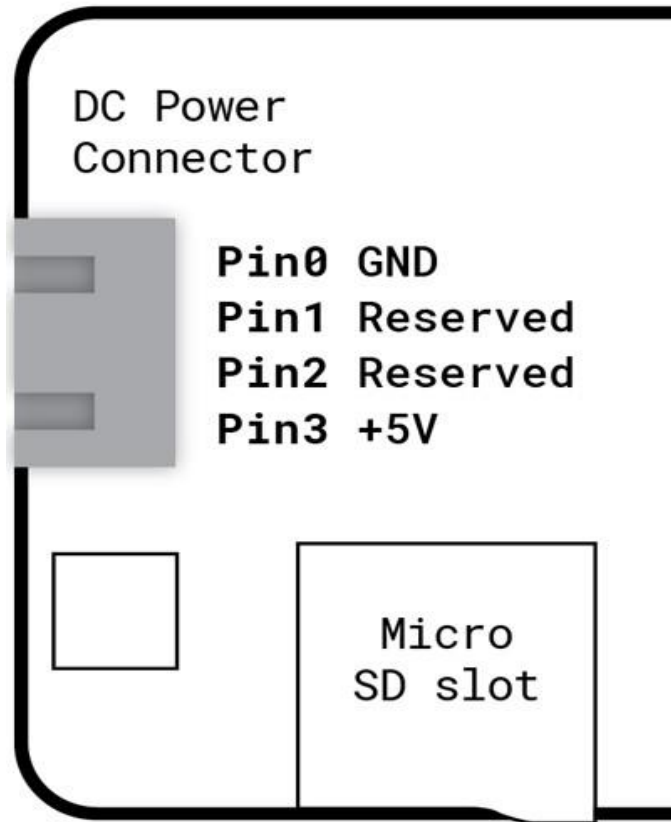 DC Power
Connector
Pin0 GND
Pin1 Reserved
Pin2 Reserved
Pin3 +5V
Micro
SD slot